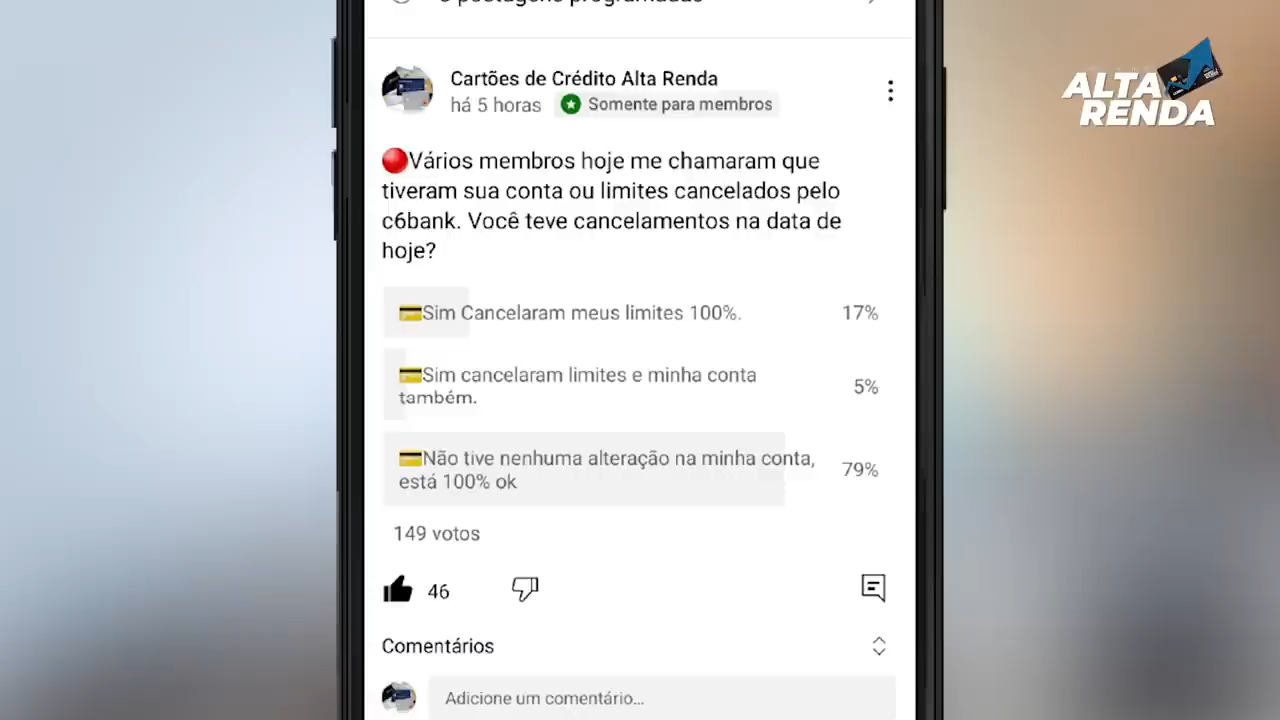 5 postagens programadas
Cartões de Crédito Alta Renda
há 5 horas Somente para membros
Vários membros hoje me chamaram que
tiveram sua conta ou limites cancelados pelo
c6bank. Você teve cancelamentos na data de
hoje?
Sim Cancelaram meus limites 100%. 17%
Sim cancelaram limites e minha conta
também. 5%
Não tive nenhuma alteração na minha conta,
está 100% ok 79%
149 votos
46
Comentários
Adicione um comentário...
ALTA
RENDA